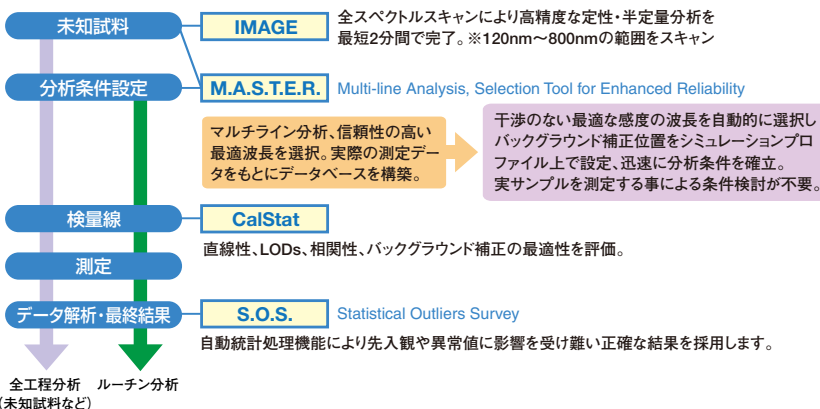 未知試料
IMAGE
全スペクトルスキャンにより高精度な定性・半定量分析を
最短2分間で完了。※120nm～800nmの範囲をスキャン
分析条件設定
M.A.S.T.E.R.
Multi-line Analysis, Selection Tool for Enhanced Reliability
マルチライン分析、信頼性の高い
最適波長を選択。実際の測定デー
タをもとにデータベースを構築。
干渉のない最適な感度の波長を自動的に選択し
バックグラウンド補正位置をシミュレーションプロ
ファイル上で設定、迅速に分析条件を確立。
実サンプルを測定する事による条件検討が不要。
検量線
CalStat
直線性、LODs、相関性、バックグラウンド補正の最適性を評価。
測定
データ解析・最終結果
S.O.S.
Statistical Outliers Survey
自動統計処理機能により先入観や異常値に影響を受け難い正確な結果を採用します。
全工程分析
(未知試料など)
ルーチン分析